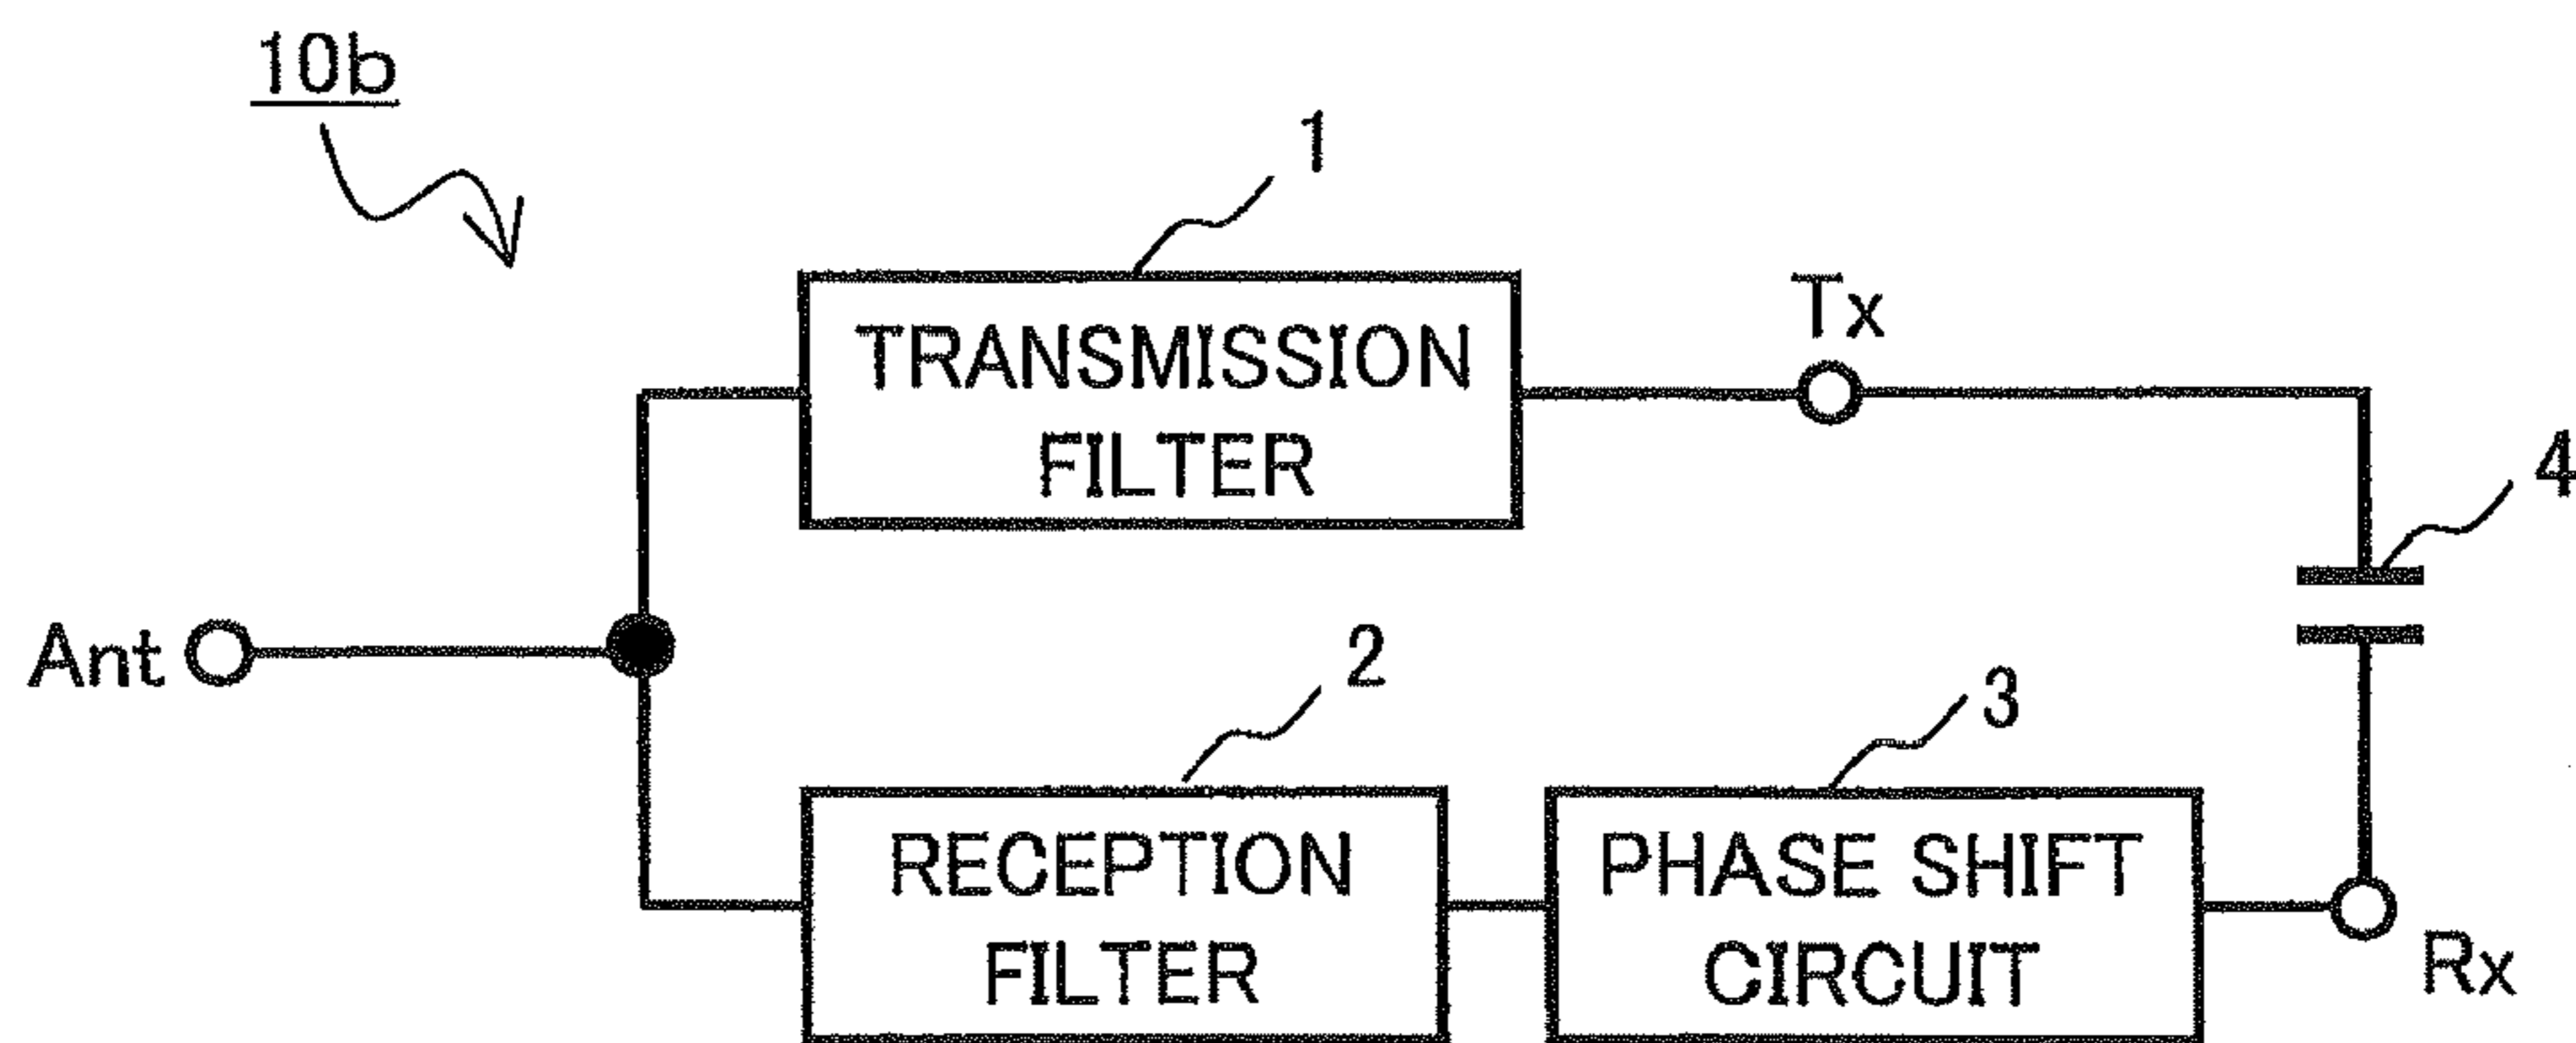 10b
1
TRANSMISSION
FILTER
Tx
4
Ant
2
3
RECEPTION
FILTER
PHASE SHIFT
CIRCUIT
Rx